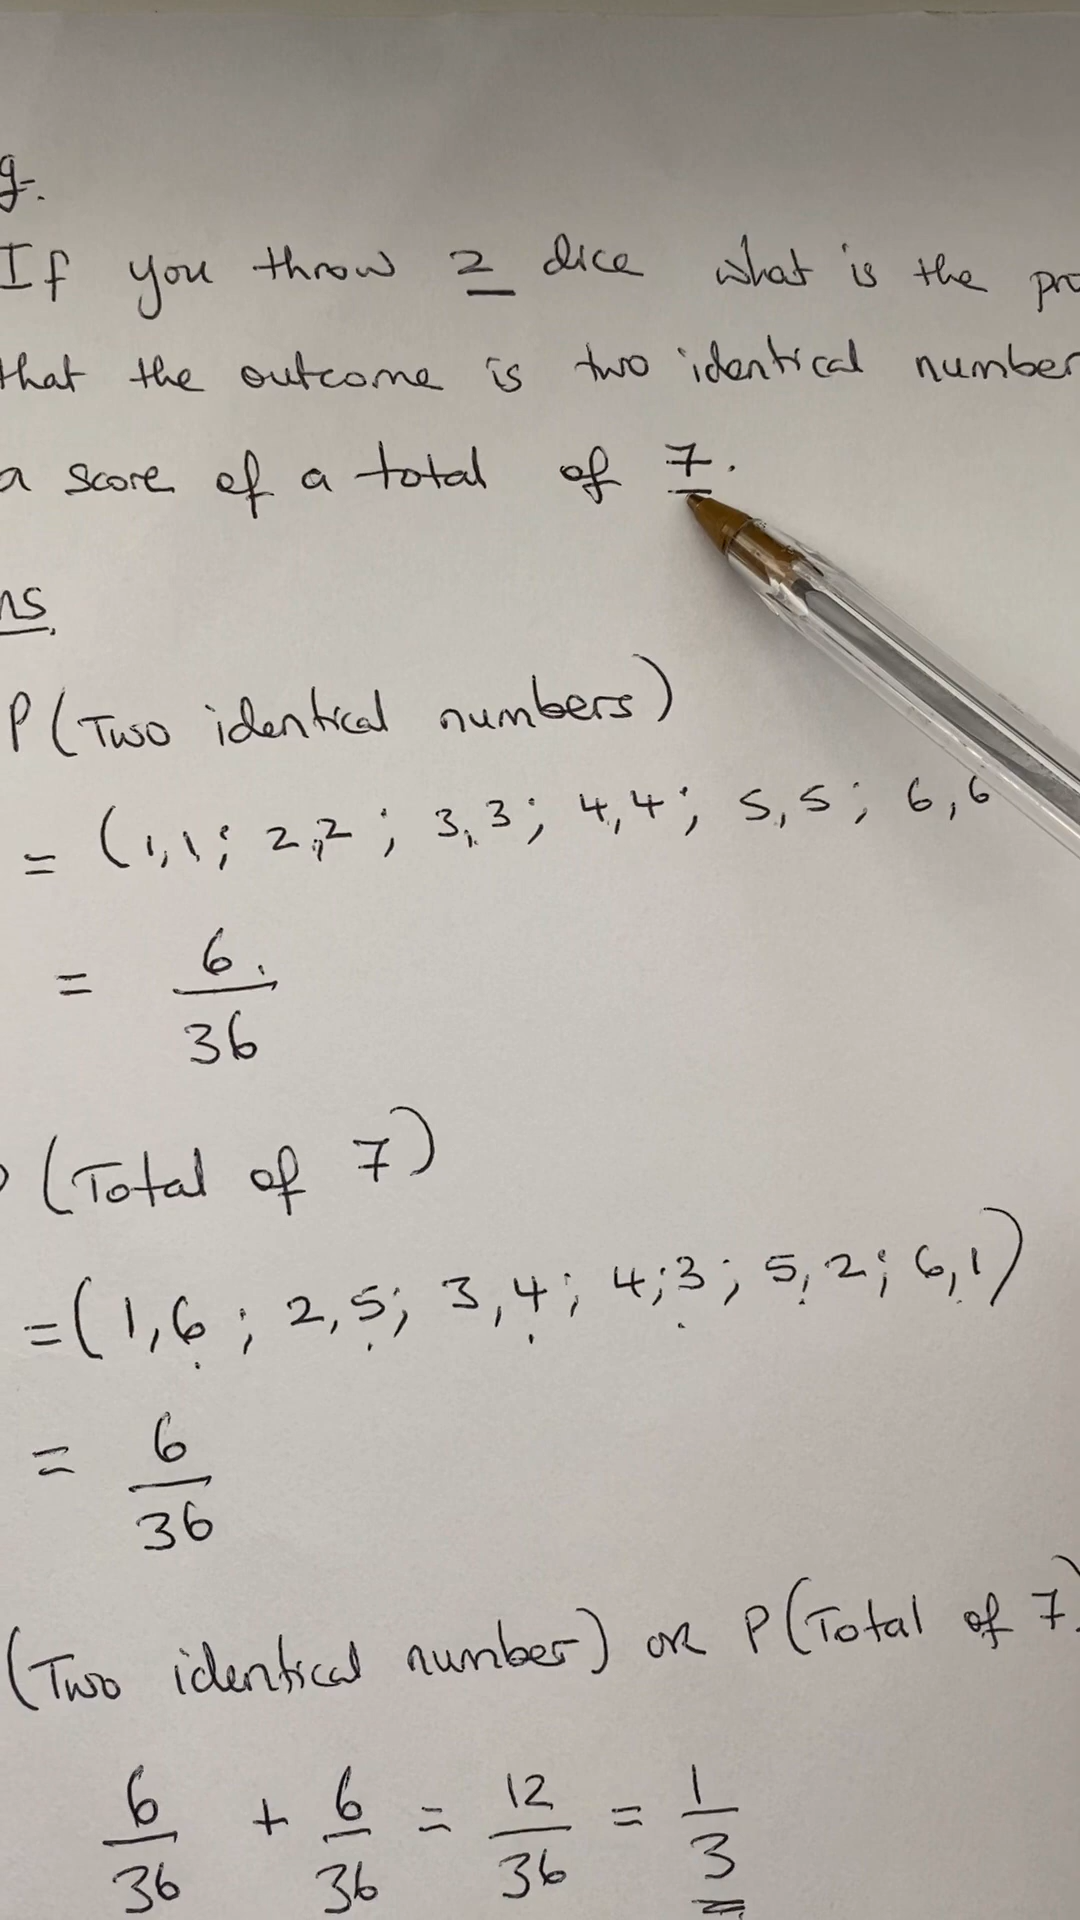 g.
If you throw 2 dice what is the pro
that the outcome is two identical number
a score of a total of 7.
ns.
P (Two identical numbers)
= (1,1; 2,2; 3,3; 4,4; 5,5; 6,6
= 6/36
(Total of 7)
= (1,6; 2,5; 3,4; 4;3; 5,2; 6,1)
= 6/36
(Two identical number) or P(Total of 7)
6/36 + 6/36 = 12/36 = 1/3